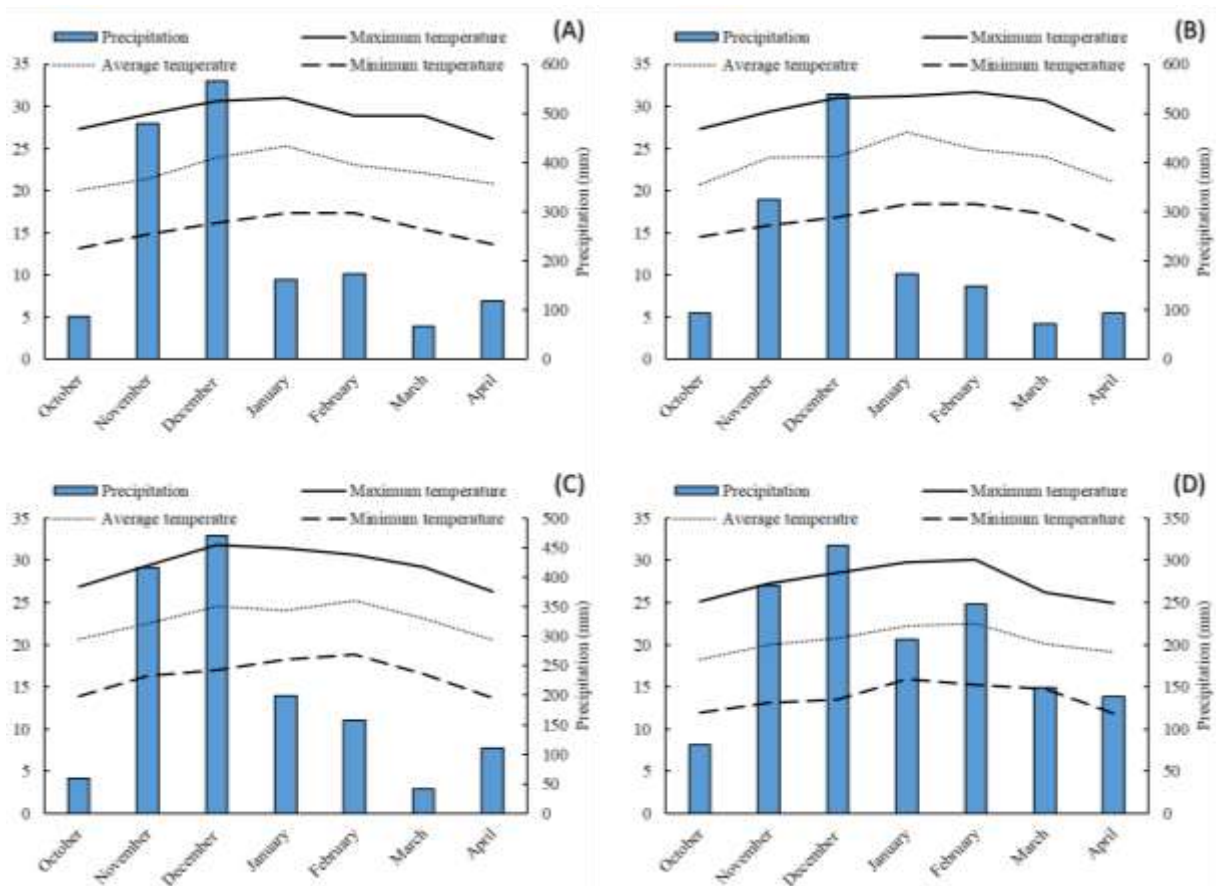 (A)
Precipitation Maximum temperature
Average temperatre Minimum temperature
35 600
30 500
25 400
20 300
15 200
10 100
5 0
0
Precipitation (mm)
October November December January February March April
(B)
Precipitation Maximum temperature
Average temperatre Minimum temperature
35 600
30 500
25 400
20 300
15 200
10 100
5 0
0
Precipitation (mm)
October November December January February March April
(C)
Precipitation Maximum temperature
Average temperatre Minimum temperature
35 500
30 450
25 400
20 350
15 300
10 250
5 200
0 150
100
50
0
Precipitation (mm)
October November December January February March April
(D)
Precipitation Maximum temperature
Average temperatre Minimum temperature
35 350
30 300
25 250
20 200
15 150
10 100
5 50
0 0
Precipitation (mm)
October November December January February March April